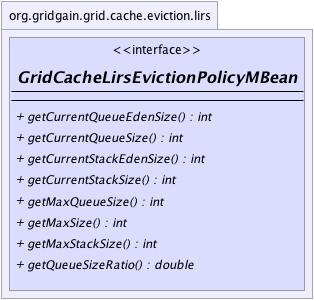 org.gridgain.grid.cache.eviction.lirs
<<interface>>
GridCacheLirsEvictionPolicyMBean
+ getCurrentQueueEdenSize() : int
+ getCurrentQueueSize() : int
+ getCurrentStackEdenSize() : int
+ getCurrentStackSize() : int
+ getMaxQueueSize() : int
+ getMaxSize() : int
+ getMaxStackSize() : int
+ getQueueSizeRatio() : double